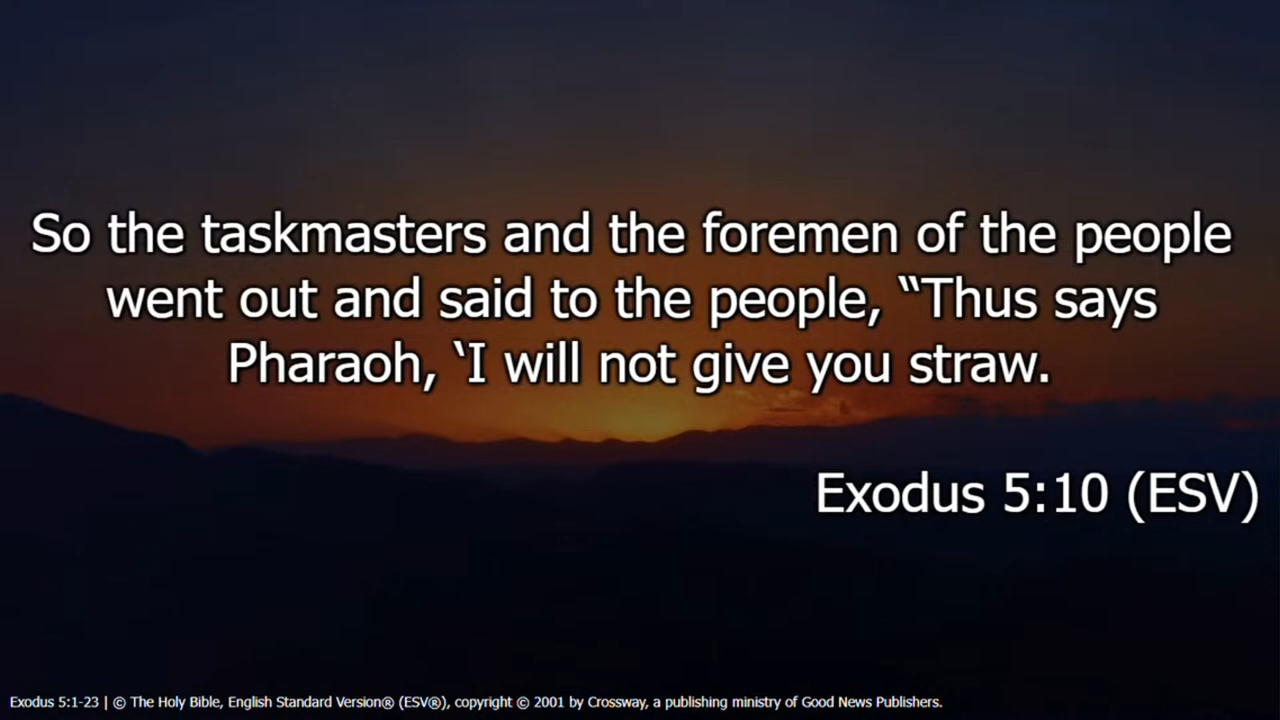 So the taskmasters and the foremen of the people
went out and said to the people, “Thus says
Pharaoh, ‘I will not give you straw.
Exodus 5:10 (ESV)
Exodus 5:1-23 | © The Holy Bible, English Standard Version® (ESV®), copyright © 2001 by Crossway, a publishing ministry of Good News Publishers.